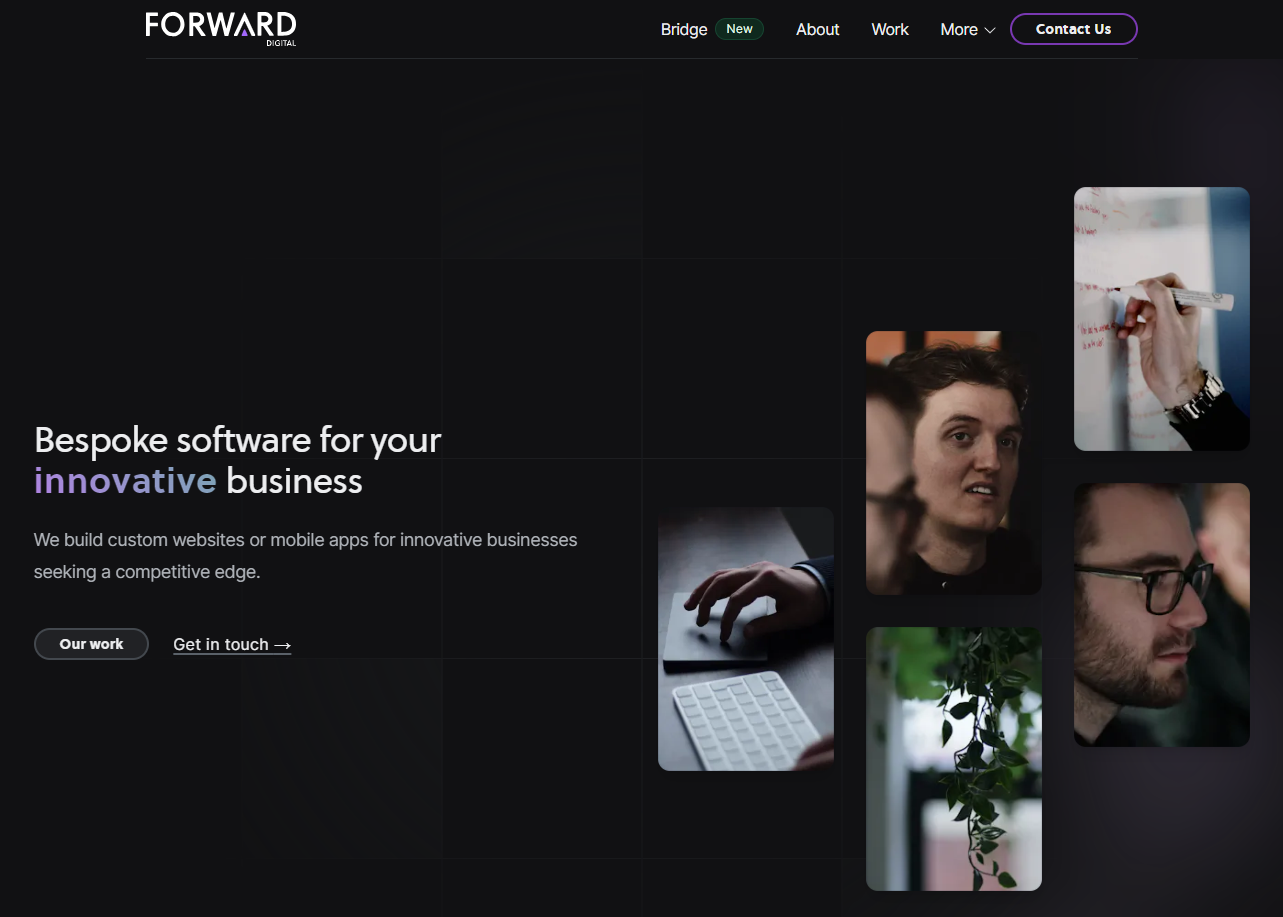 FORWARD
DIGITAL
Bridge New About Work More Contact Us
Bespoke software for your
innovative business
We build custom websites or mobile apps for innovative businesses
seeking a competitive edge.
Our work Get in touch →